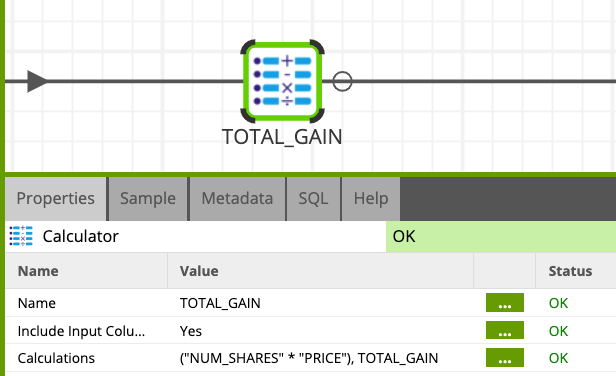 TOTAL_GAIN
Properties Sample Metadata SQL Help
Calculator OK
Name Value Status
Name TOTAL_GAIN ... OK
Include Input Colu... Yes ... OK
Calculations ("NUM_SHARES" * "PRICE"), TOTAL_GAIN ... OK